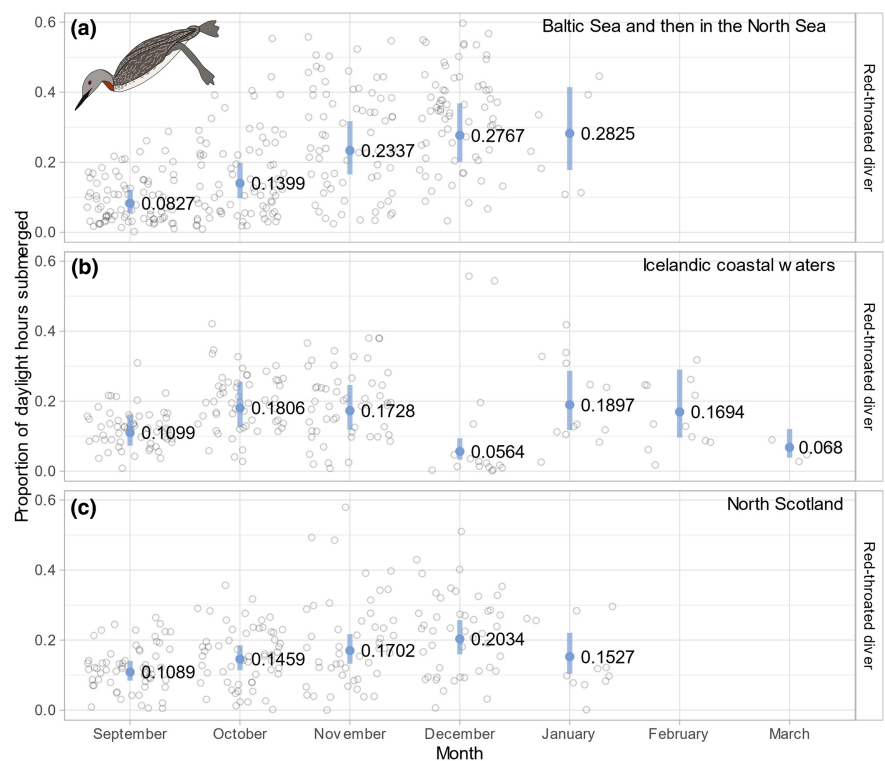 (a)
Baltic Sea and then in the North Sea
0.6
0.4
0.2
0.0
0.0827
0.1399
0.2337
0.2767
0.2825
Red-throated diver
(b)
Icelandic coastal waters
0.6
0.4
0.2
0.0
0.1099
0.1806
0.1728
0.0564
0.1897
0.1694
0.068
Red-throated diver
(c)
North Scotland
0.6
0.4
0.2
0.0
0.1089
0.1459
0.1702
0.2034
0.1527
Red-throated diver
Proportion of daylight hours submerged
September October November December January February March
Month